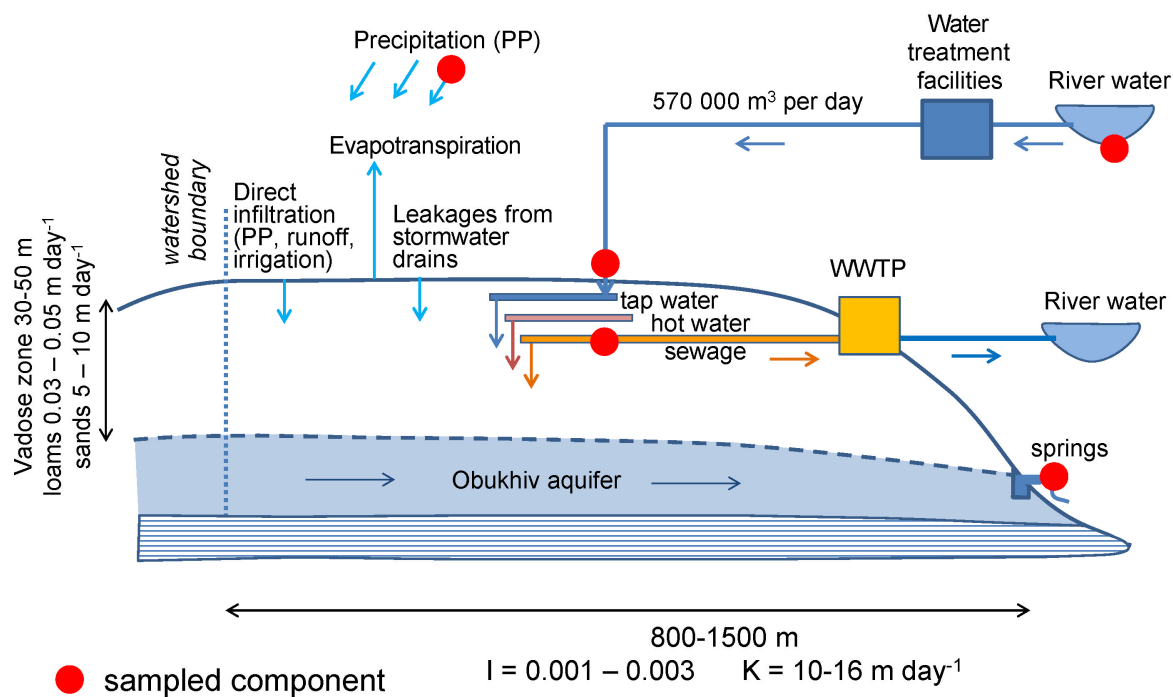 Precipitation (PP)
Water
treatment
facilities
River water
570 000 m³ per day
Evapotranspiration
watershed
boundary
Direct
infiltration
(PP, runoff,
irrigation)
Leakages from
stormwater
drains
WWTP
tap water
hot water
sewage
River water
Vadose zone 30-50 m
loams 0.03 – 0.05 m day⁻¹
sands 5 – 10 m day⁻¹
springs
Obukhiv aquifer
800-1500 m
I = 0.001 – 0.003 K = 10-16 m day⁻¹
sampled component